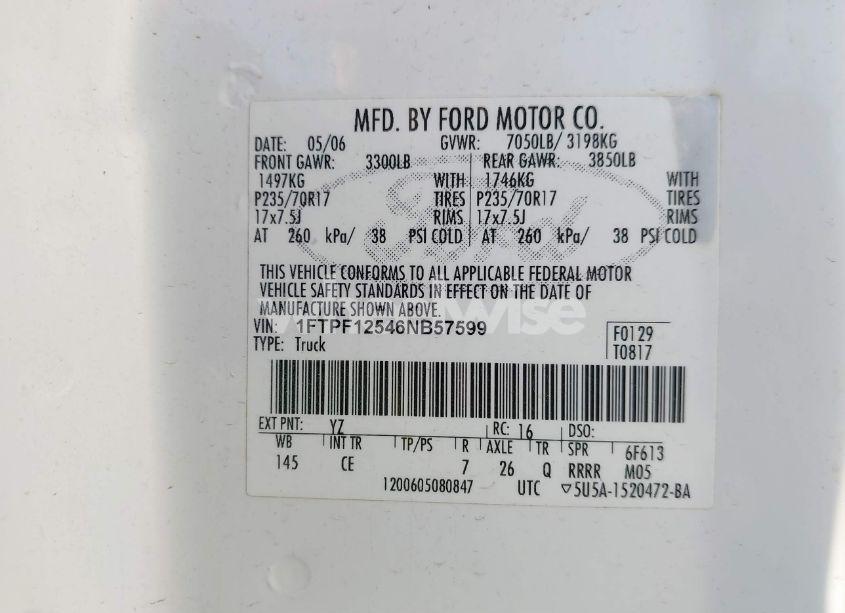 MFD. BY FORD MOTOR CO.
DATE: 05/06 GVWR: 7050LB/ 3198KG
FRONT GAWR: 3300LB REAR GAWR: 3850LB
1497KG WITH 1746KG WITH
P235/70R17 TIRES P235/70R17 TIRES
17x7.5J RIMS 17x7.5J RIMS
AT 260 kPa/ 38 PSI COLD AT 260 kPa/ 38 PSI COLD
Ford
THIS VEHICLE CONFORMS TO ALL APPLICABLE FEDERAL MOTOR
VEHICLE SAFETY STANDARDS IN EFFECT ON THE DATE OF
MANUFACTURE SHOWN ABOVE.
VIN: 1FTPF12546NB57599
F0129
TYPE: Truck
T0817
EXT PNT: YZ RC: 16 DSO:
WB INT TR TP/PS R AXLE TR SPR 6F613
145 CE 7 26 Q RRRR M05
1200605080847 UTC ▽5U5A-1520472-BA